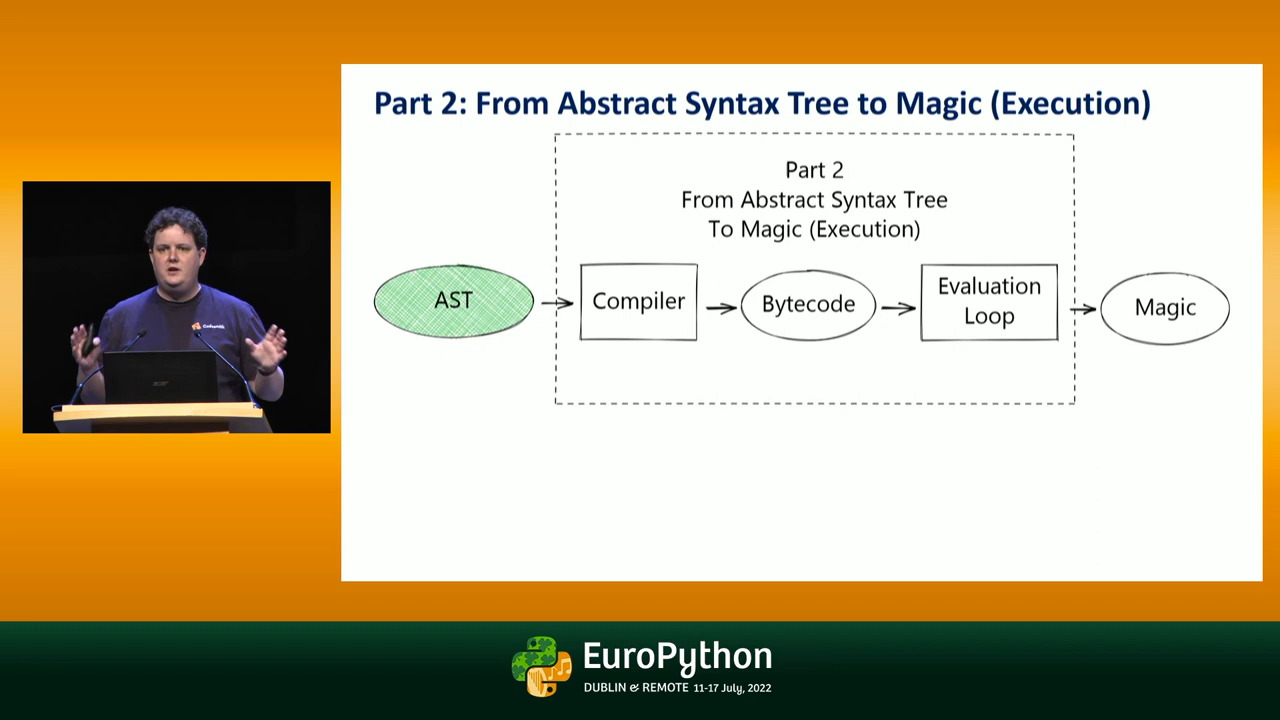 Part 2: From Abstract Syntax Tree to Magic (Execution)
Part 2
From Abstract Syntax Tree
To Magic (Execution)
AST
Compiler
Bytecode
Evaluation
Loop
Magic
EuroPython
DUBLIN & REMOTE 11-17 July, 2022